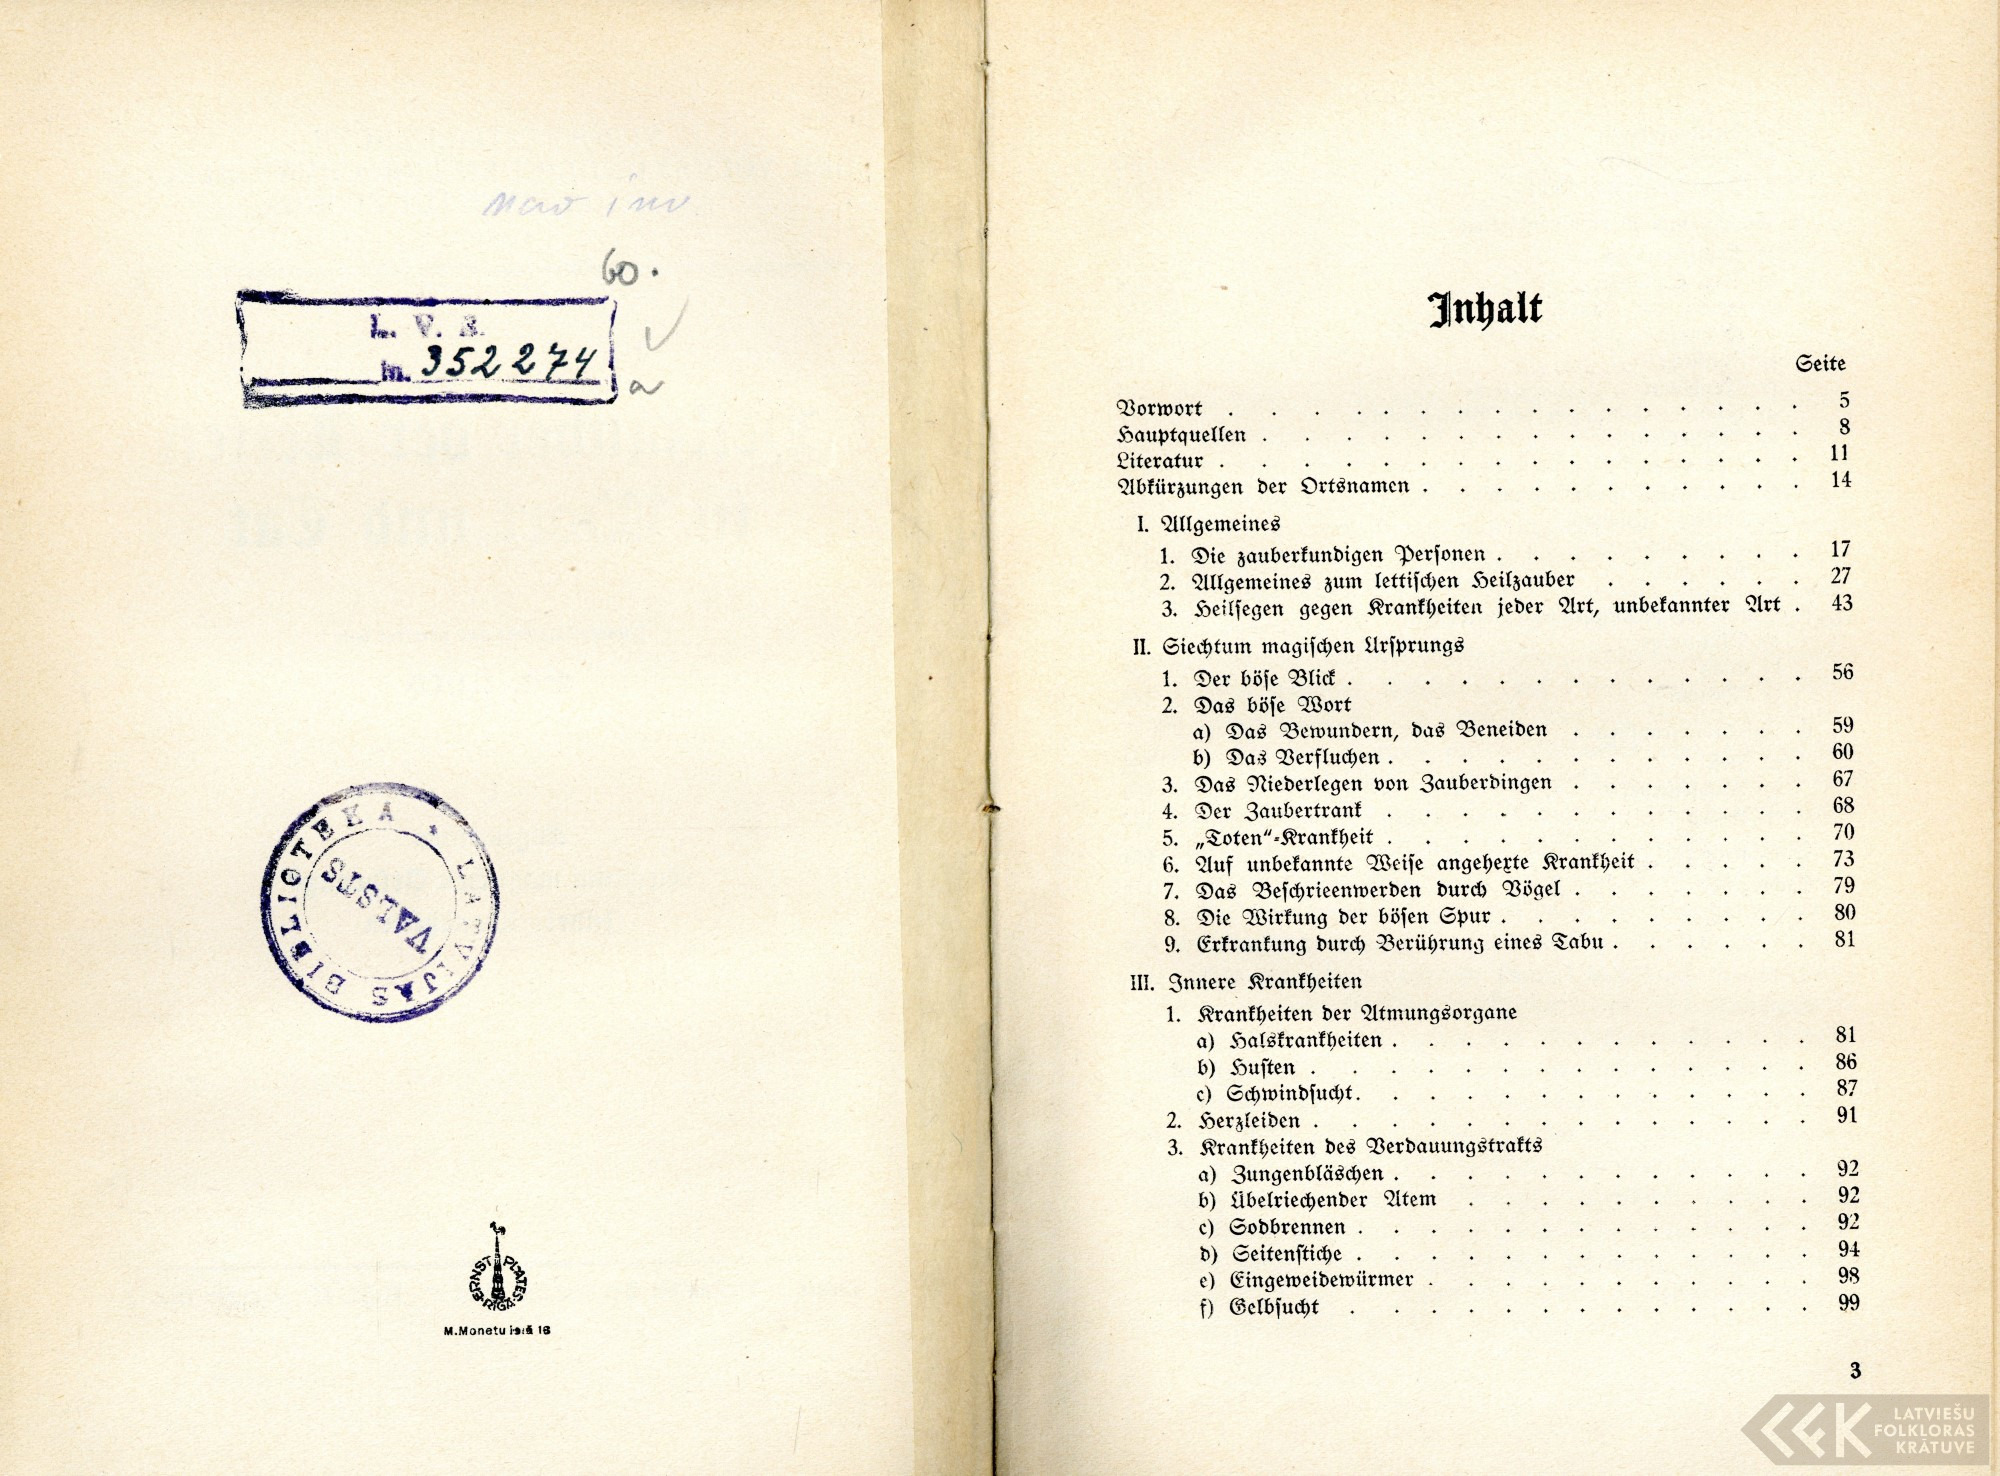 nav inv
60.
L. V. B.
In. 352274
a
LATVIJAS BIBLIOTEKA
VALSTS
ERNST PLATES
RIGĀ
M.Monetu ielā 18
Inhalt
Seite
Vorwort . . . . . . . . . . . . . . . 5
Hauptquellen . . . . . . . . . . . . . . 8
Literatur . . . . . . . . . . . . . . . 11
Abkürzungen der Ortsnamen . . . . . . . . . . . 14
I. Allgemeines
1. Die zauberkundigen Personen . . . . . . . . . 17
2. Allgemeines zum lettischen Heilzauber . . . . . . 27
3. Heilsegen gegen Krankheiten jeder Art, unbekannter Art . 43
II. Siechtum magischen Ursprungs
1. Der böse Blick . . . . . . . . . . . . . 56
2. Das böse Wort
a) Das Bewundern, das Beneiden . . . . . . . 59
b) Das Verfluchen . . . . . . . . . . . . 60
3. Das Niederlegen von Zauberdingen . . . . . . . 67
4. Der Zaubertrank . . . . . . . . . . . . 68
5. „Toten“-Krankheit . . . . . . . . . . . . 70
6. Auf unbekannte Weise angehexte Krankheit . . . . . 73
7. Das Beschrieenwerden durch Vögel . . . . . . . 79
8. Die Wirkung der bösen Spur . . . . . . . . . 80
9. Erkrankung durch Berührung eines Tabu . . . . . . 81
III. Innere Krankheiten
1. Krankheiten der Atmungsorgane
a) Halskrankheiten . . . . . . . . . . . . 81
b) Husten . . . . . . . . . . . . . . 86
c) Schwindsucht. . . . . . . . . . . . . 87
2. Herzleiden . . . . . . . . . . . . . . 91
3. Krankheiten des Verdauungstrakts
a) Zungenbläschen . . . . . . . . . . . . 92
b) Übelriechender Atem . . . . . . . . . . 92
c) Sodbrennen . . . . . . . . . . . . . 92
d) Seitenstiche . . . . . . . . . . . . . 94
e) Eingeweidewürmer . . . . . . . . . . . 98
f) Gelbsucht . . . . . . . . . . . . . 99
3
LATVIEŠU
FOLKLORAS
KRĀTUVE